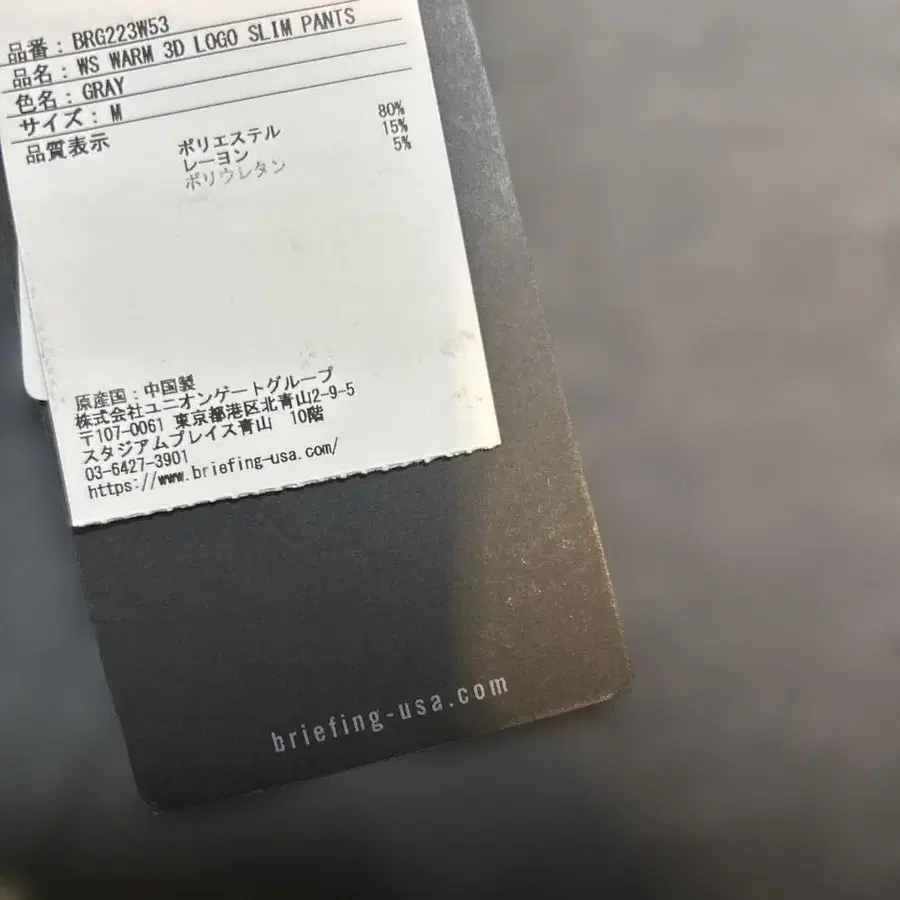 品番：BRG223W53
品名：WS WARM 3D LOGO SLIM PANTS
色名：GRAY
サイズ：M
品質表示
ポリエステル 80%
レーヨン 15%
ポリウレタン 5%
原産国：中国製
株式会社ユニオンゲートグループ
〒107-0061 東京都港区北青山2-9-5
スタジアムプレイス青山 10階
03-6427-3901
https://www.briefing-usa.com/
briefing-usa.com